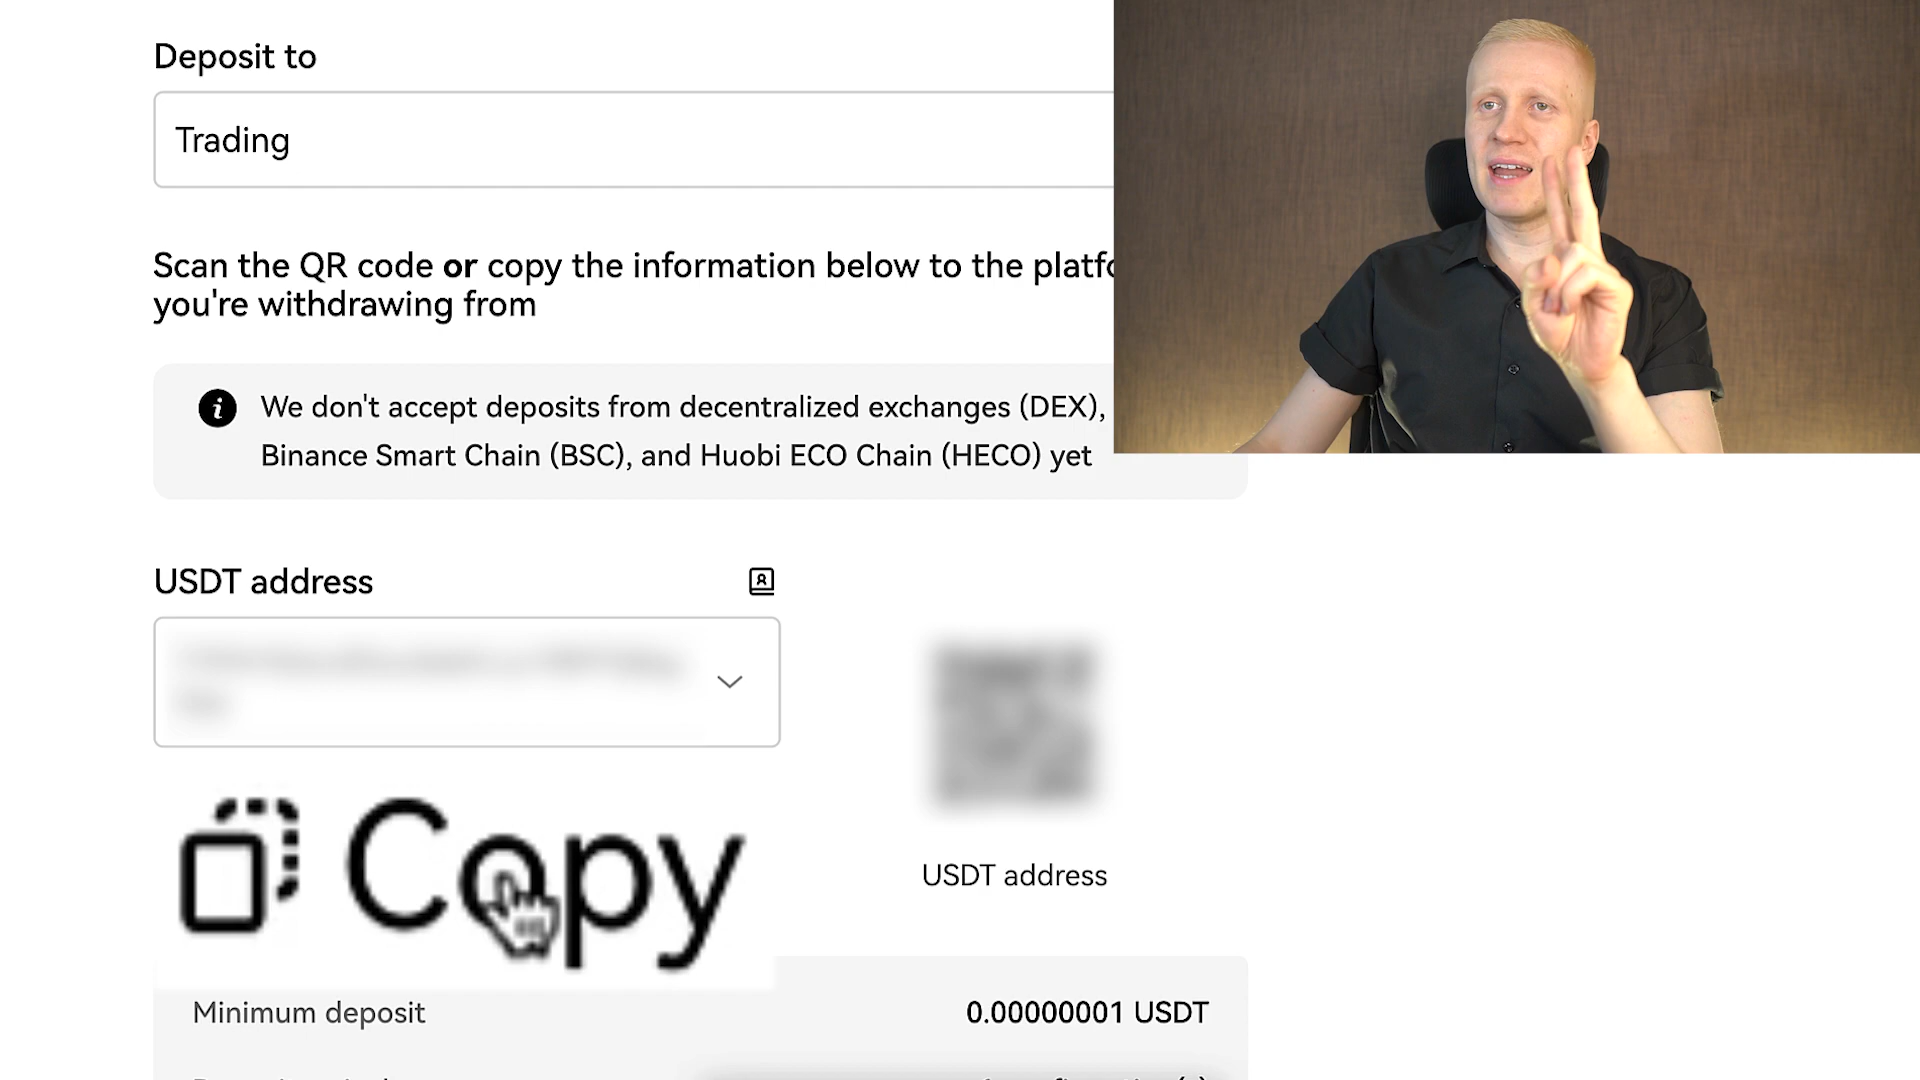 Deposit to
Trading
Scan the QR code or copy the information below to the
you're withdrawing from
We don't accept deposits from decentralized exchanges (DEX),
Binance Smart Chain (BSC), and Huobi ECO Chain (HECO) yet
USDT address
Copy
USDT address
Minimum deposit 0.00000001 USDT